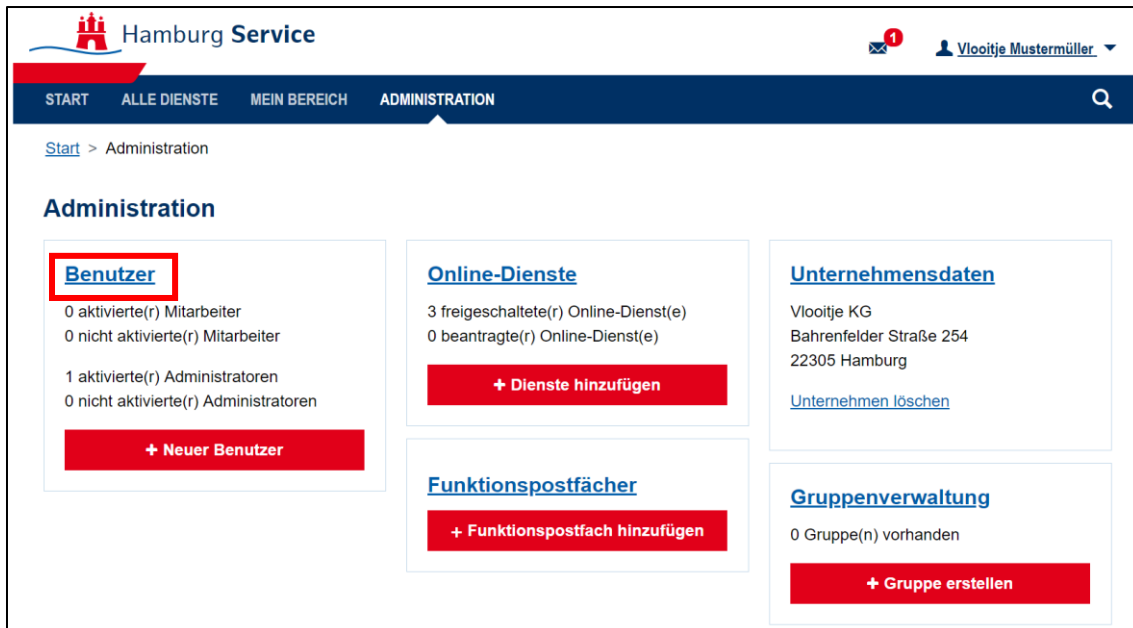 Hamburg Service
1
Vlooitje Mustermüller
START ALLE DIENSTE MEIN BEREICH ADMINISTRATION
Start > Administration
Administration
Benutzer
0 aktivierte(r) Mitarbeiter
0 nicht aktivierte(r) Mitarbeiter
1 aktivierte(r) Administratoren
0 nicht aktivierte(r) Administratoren
+ Neuer Benutzer
Online-Dienste
3 freigeschaltete(r) Online-Dienst(e)
0 beantragte(r) Online-Dienst(e)
+ Dienste hinzufügen
Funktionspostfächer
+ Funktionspostfach hinzufügen
Unternehmensdaten
Vlooitje KG
Bahrenfelder Straße 254
22305 Hamburg
Unternehmen löschen
Gruppenverwaltung
0 Gruppe(n) vorhanden
+ Gruppe erstellen